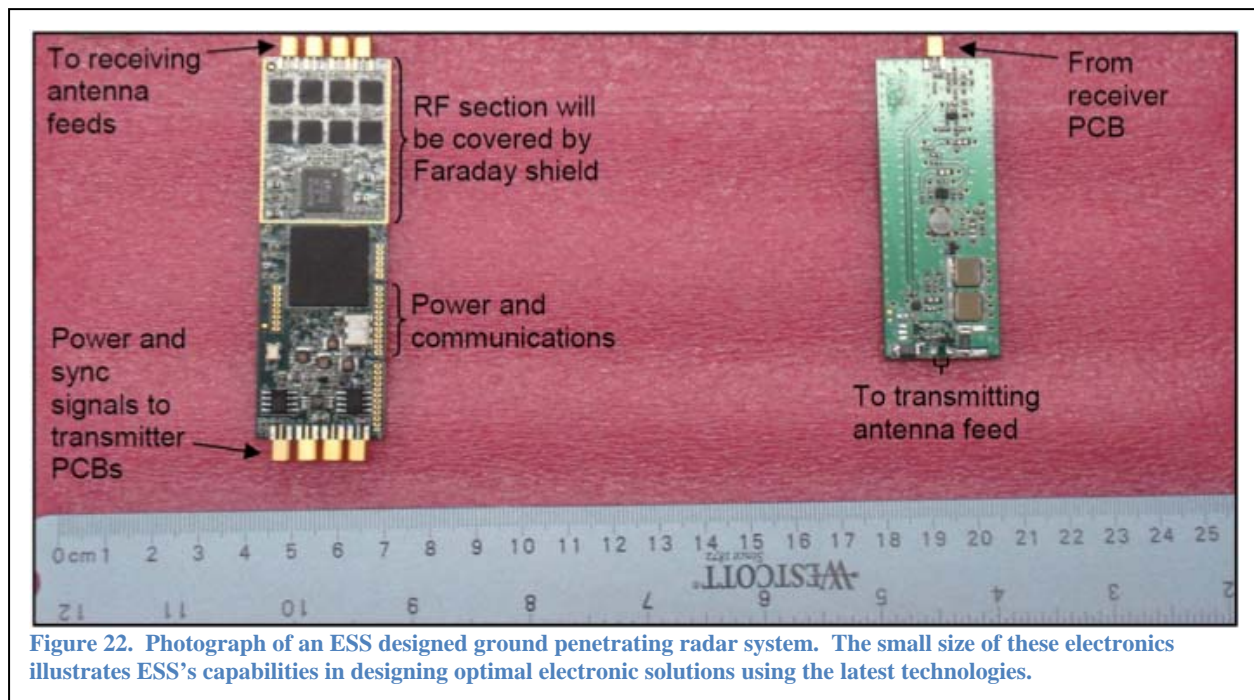 To receiving
antenna
feeds
RF section will
be covered by
Faraday shield
From
receiver
PCB
Power and
communications
Power and
sync
signals to
transmitter
PCBs
To transmitting
antenna feed
0 cm 1 2 3 4 5 6 7 8 9 10 11 12 13 14 15 16 17 18 19 20 21 22 23 24 25
WESTCOTT
Since 1872
12 11 10 9 8 7 6 5 4 3 2
Figure 22. Photograph of an ESS designed ground penetrating radar system. The small size of these electronics
illustrates ESS's capabilities in designing optimal electronic solutions using the latest technologies.